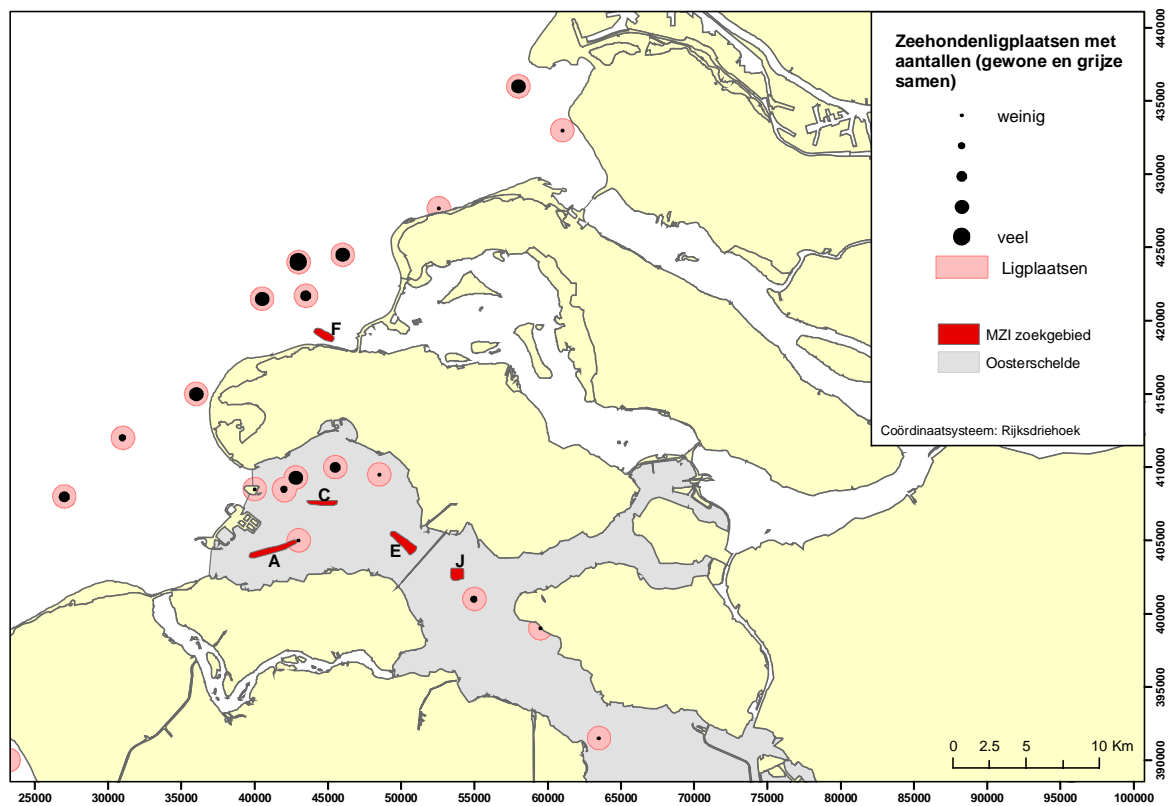 Zeehondenligplaatsen met
aantallen (gewone en grijze
samen)
weinig
veel
Ligplaatsen
MZI zoekgebied
Oosterschelde
Coördinaatsysteem: Rijksdriehoek
F
C
A
E
J
0 2.5 5 10 Km
440000
435000
430000
425000
420000
415000
410000
405000
400000
395000
390000
25000 30000 35000 40000 45000 50000 55000 60000 65000 70000 75000 80000 85000 90000 95000 100000